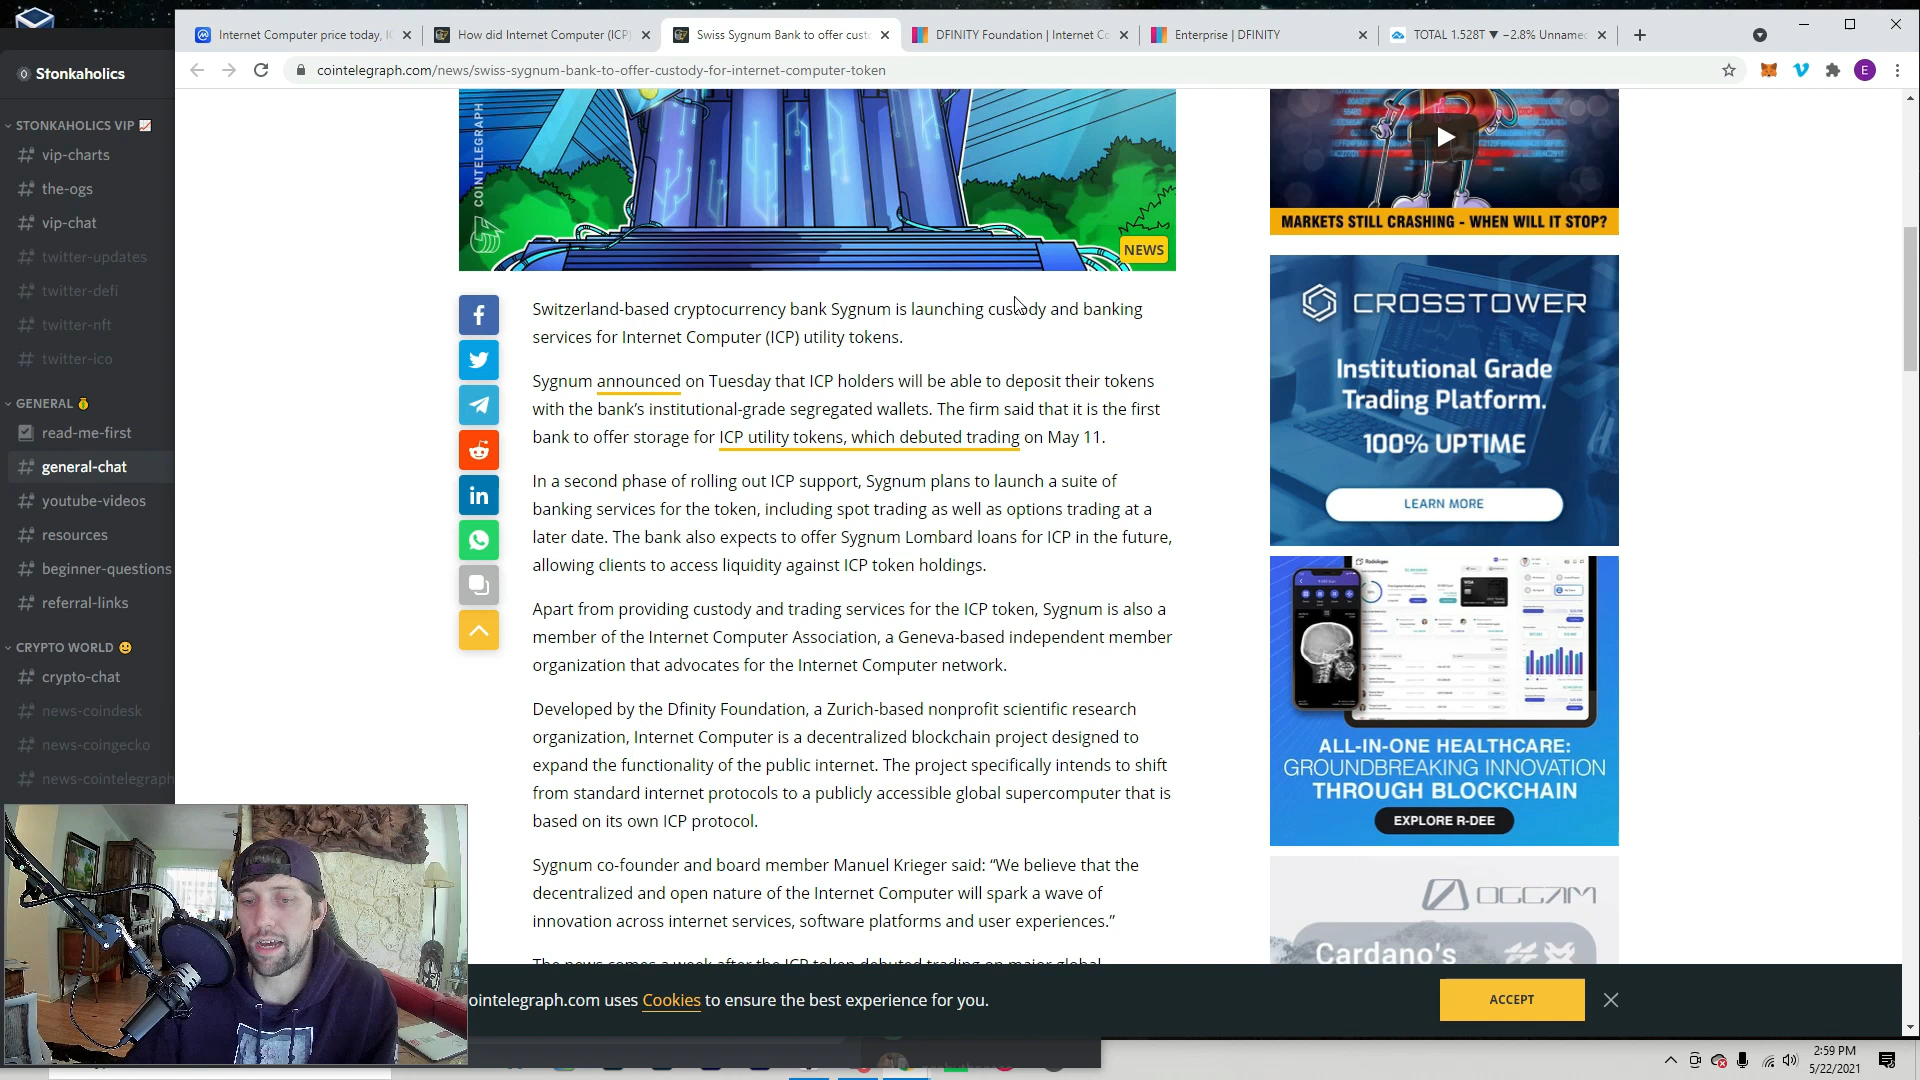 Internet Computer price today, IC
How did Internet Computer (ICP)
Swiss Sygnum Bank to offer custo
DFINITY Foundation | Internet Co
Enterprise | DFINITY
TOTAL 1.528T ▼ −2.8% Unnamed
cointelegraph.com/news/swiss-sygnum-bank-to-offer-custody-for-internet-computer-token
E
Stonkaholics
STONKAHOLICS VIP 📈
vip-charts
the-ogs
vip-chat
twitter-updates
twitter-defi
twitter-nft
twitter-ico
GENERAL 💰
read-me-first
general-chat
youtube-videos
resources
beginner-questions
referral-links
CRYPTO WORLD
crypto-chat
news-coindesk
news-coingecko
news-cointelegraph
COINTELEGRAPH
NEWS
Switzerland-based cryptocurrency bank Sygnum is launching custody and banking
services for Internet Computer (ICP) utility tokens.
Sygnum announced on Tuesday that ICP holders will be able to deposit their tokens
with the bank’s institutional-grade segregated wallets. The firm said that it is the first
bank to offer storage for ICP utility tokens, which debuted trading on May 11.
In a second phase of rolling out ICP support, Sygnum plans to launch a suite of
banking services for the token, including spot trading as well as options trading at a
later date. The bank also expects to offer Sygnum Lombard loans for ICP in the future,
allowing clients to access liquidity against ICP token holdings.
Apart from providing custody and trading services for the ICP token, Sygnum is also a
member of the Internet Computer Association, a Geneva-based independent member
organization that advocates for the Internet Computer network.
Developed by the Dfinity Foundation, a Zurich-based nonprofit scientific research
organization, Internet Computer is a decentralized blockchain project designed to
expand the functionality of the public internet. The project specifically intends to shift
from standard internet protocols to a publicly accessible global supercomputer that is
based on its own ICP protocol.
Sygnum co-founder and board member Manuel Krieger said: “We believe that the
decentralized and open nature of the Internet Computer will spark a wave of
innovation across internet services, software platforms and user experiences.”
The news comes a week after the ICP token debuted trading on major global
MARKETS STILL CRASHING - WHEN WILL IT STOP?
CROSSTOWER
Institutional Grade
Trading Platform.
100% UPTIME
LEARN MORE
ALL-IN-ONE HEALTHCARE:
GROUNDBREAKING INNOVATION
THROUGH BLOCKCHAIN
EXPLORE R-DEE
OCCAM
Cardano's
ointelegraph.com uses Cookies to ensure the best experience for you.
ACCEPT
2:59 PM
5/22/2021